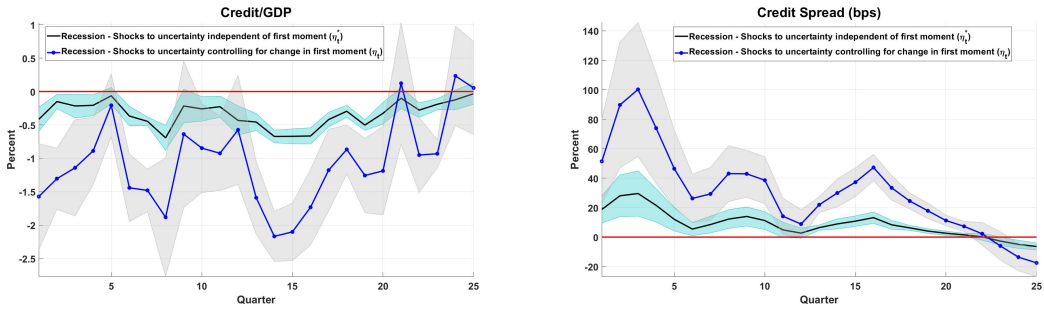 Credit/GDP
Recession - Shocks to uncertainty independent of first moment (η*t)
Recession - Shocks to uncertainty controlling for change in first moment (ηt)
1
0.5
0
-0.5
-1
-1.5
-2
-2.5
Percent
5
10
15
20
25
Quarter
Credit Spread (bps)
Recession - Shocks to uncertainty independent of first moment (η*t)
Recession - Shocks to uncertainty controlling for change in first moment (ηt)
140
120
100
80
60
40
20
0
-20
Percent
5
10
15
20
25
Quarter